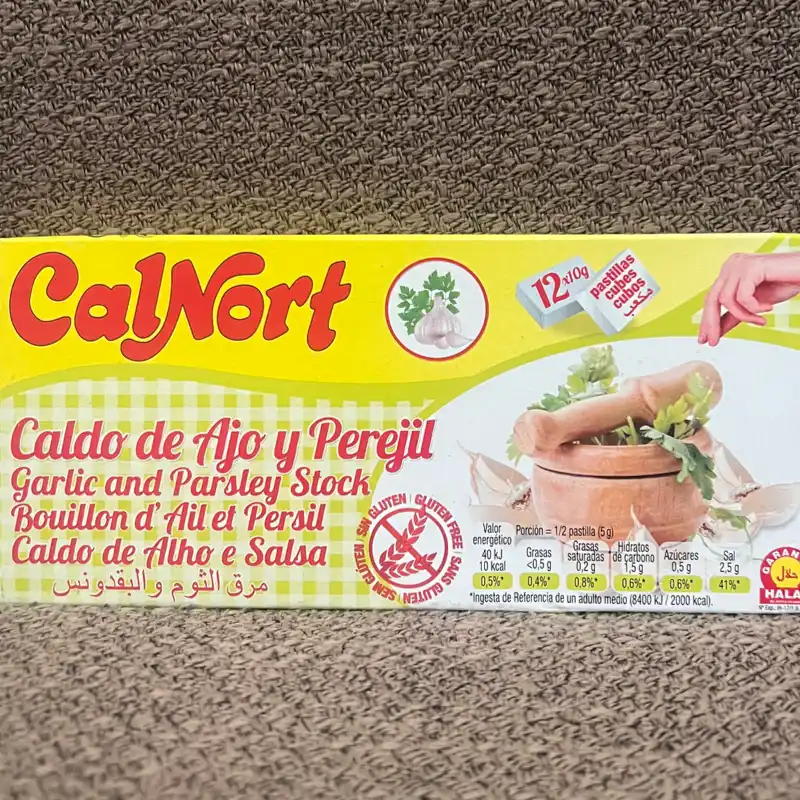 CalNort
12x10g
pastillas
cubes
cubos
مكعب
Caldo de Ajo y Perejil
Garlic and Parsley Stock
Bouillon d' Ail et Persil
Caldo de Alho e Salsa
مرق الثوم والبقدونس
SIN GLUTEN | GLUTEN FREE | SANS GLUTEN | SEM GLUTEN
Porción = 1/2 pastilla (5 g)
Valor energético 40 kJ 10 kcal 0,5%*
Grasas <0,5 g 0,4%*
Grasas saturadas 0,2 g 0,8%*
Hidratos de carbono 1,5 g 0,6%*
Azúcares 0,5 g 0,6%*
Sal 2,5 g 41%*
*Ingesta de Referencia de un adulto medio (8400 kJ / 2000 kcal).
GARAN
حلال
HALA